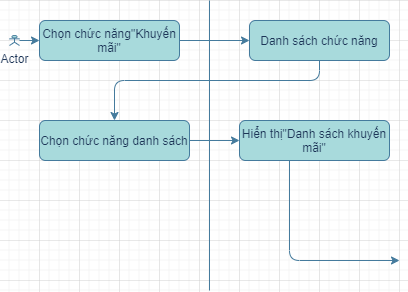 Chọn chức năng"Khuyến
mãi"
Danh sách chức năng
Actor
Chọn chức năng danh sách
Hiển thị"Danh sách khuyến
mãi"